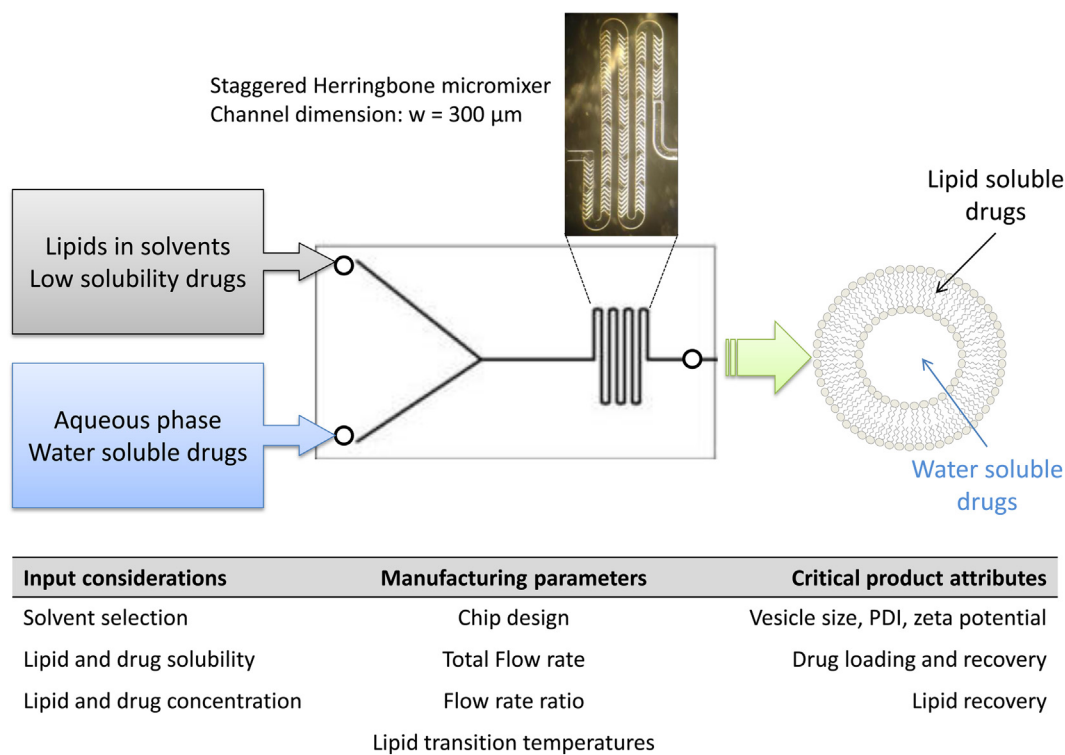 Staggered Herringbone micromixer
Channel dimension: w = 300 µm
Lipids in solvents
Low solubility drugs
Aqueous phase
Water soluble drugs
Lipid soluble
drugs
Water soluble
drugs
Input considerations Manufacturing parameters Critical product attributes
Solvent selection Chip design Vesicle size, PDI, zeta potential
Lipid and drug solubility Total Flow rate Drug loading and recovery
Lipid and drug concentration Flow rate ratio Lipid recovery
Lipid transition temperatures